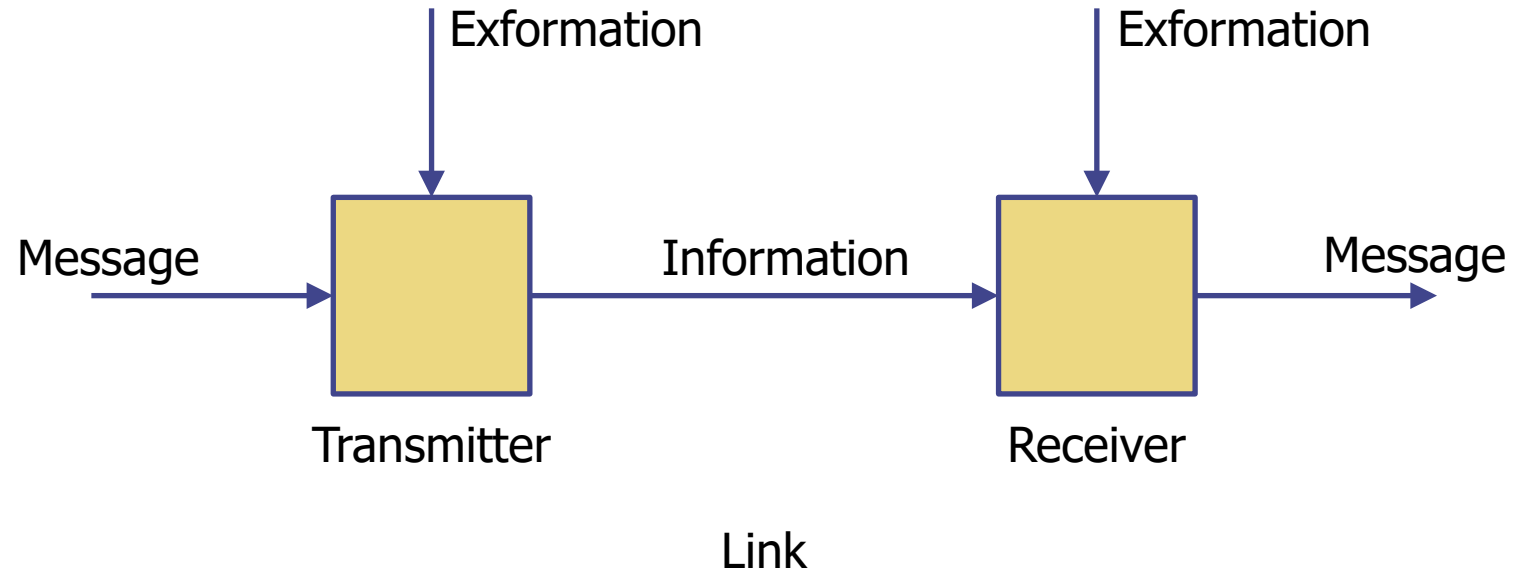 Exformation
Exformation
Message
Information
Message
Transmitter
Receiver
Link